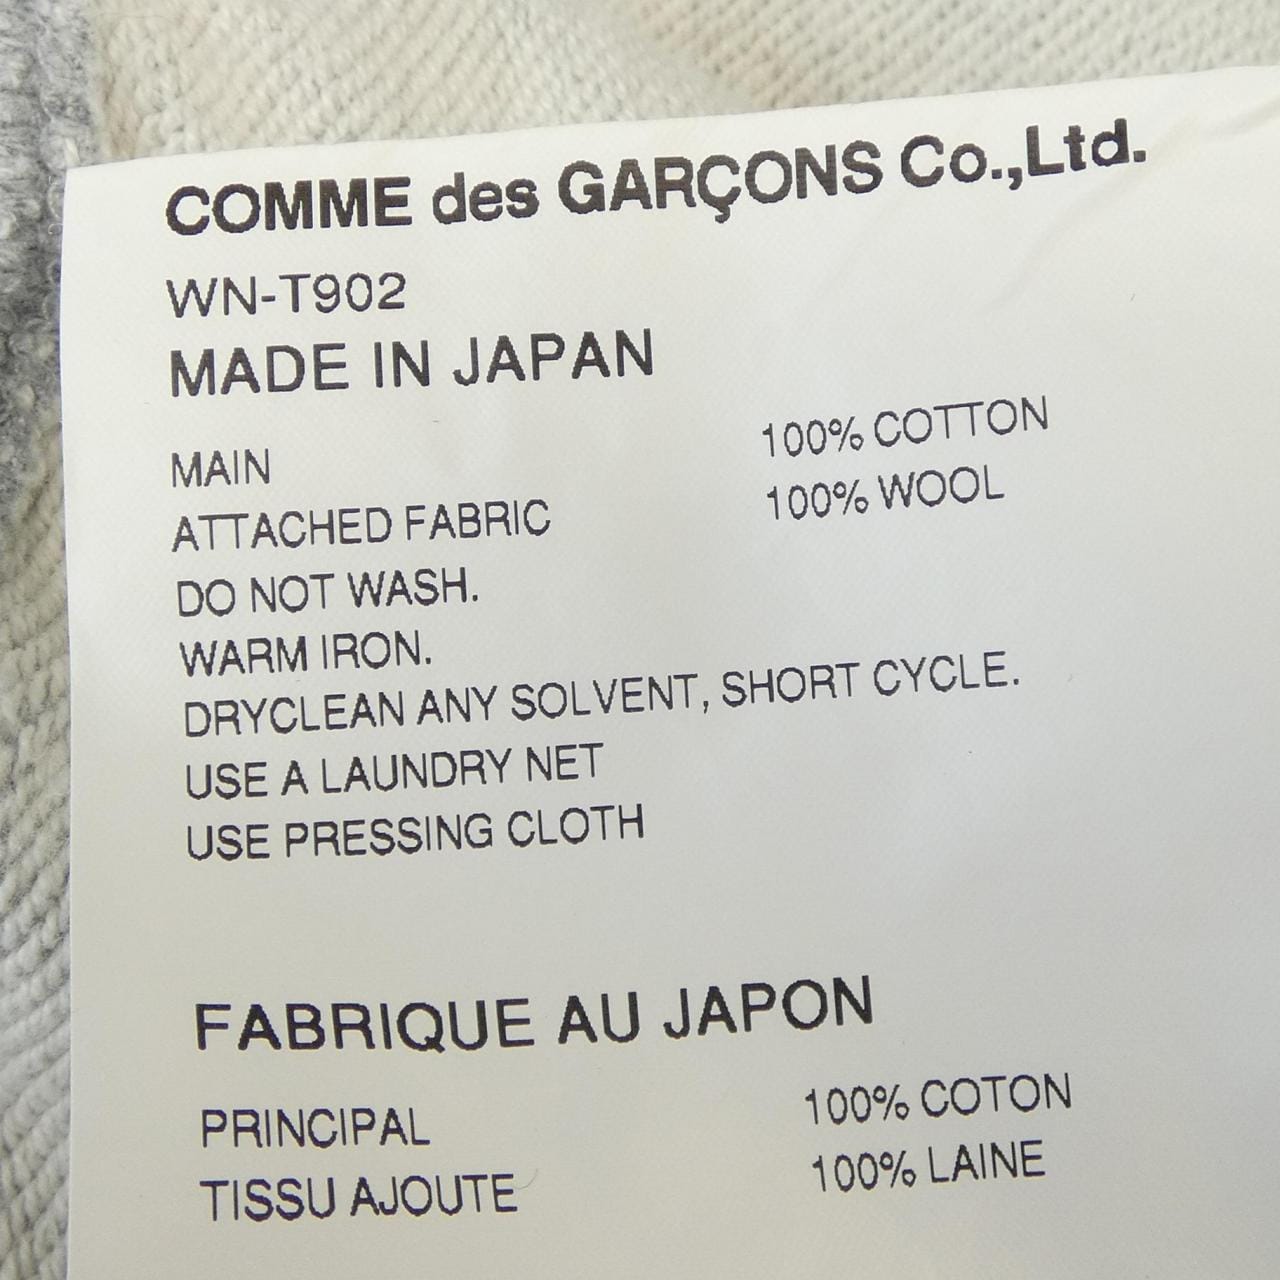 COMME des GARÇONS Co.,Ltd.
WN-T902
MADE IN JAPAN
MAIN 100% COTTON
ATTACHED FABRIC 100% WOOL
DO NOT WASH.
WARM IRON.
DRYCLEAN ANY SOLVENT, SHORT CYCLE.
USE A LAUNDRY NET
USE PRESSING CLOTH
FABRIQUE AU JAPON
PRINCIPAL 100% COTON
TISSU AJOUTE 100% LAINE